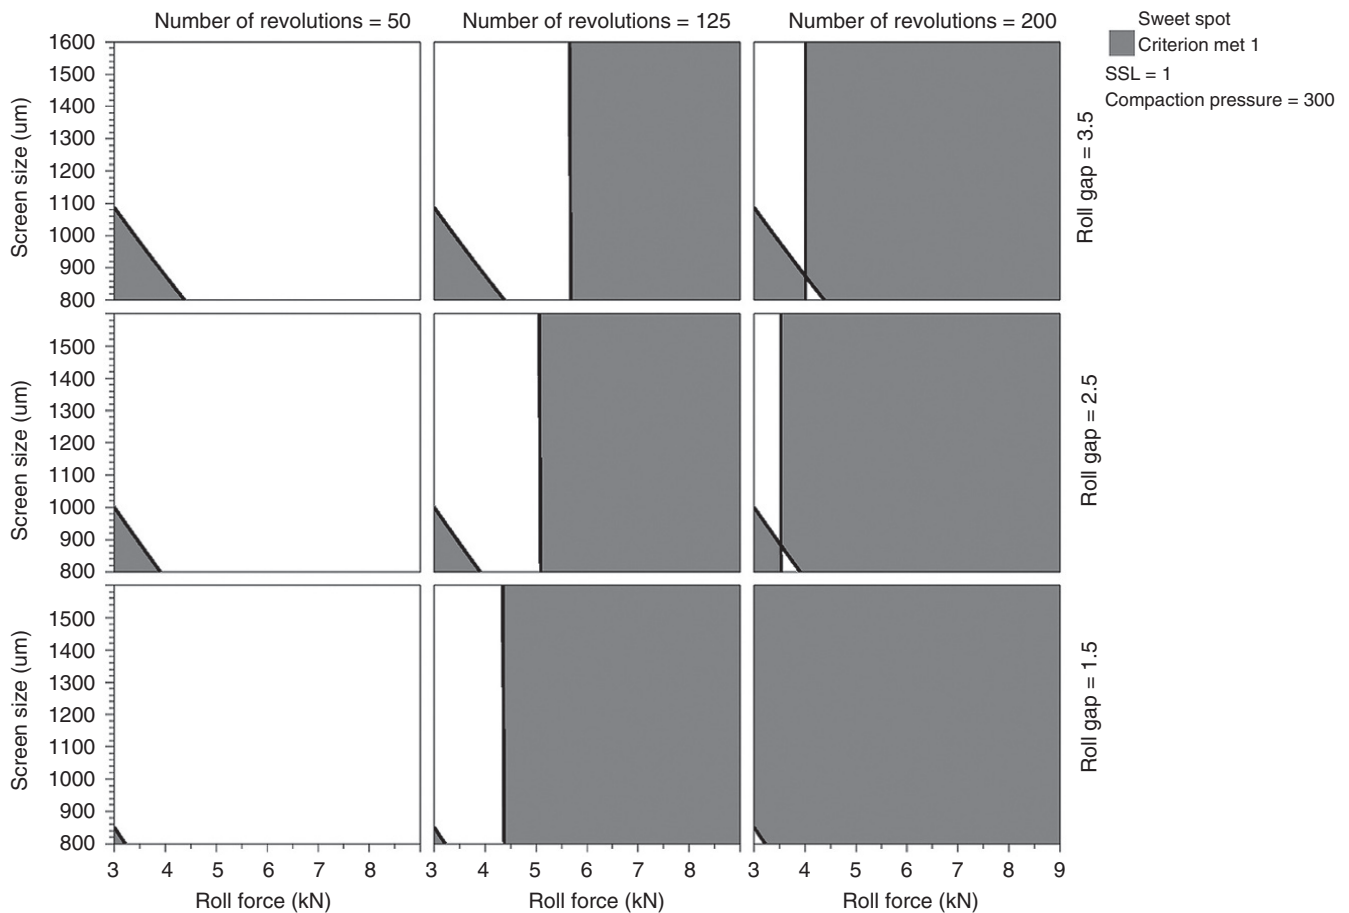 Number of revolutions = 50
Number of revolutions = 125
Number of revolutions = 200
Sweet spot
Criterion met 1
SSL = 1
Compaction pressure = 300
Screen size (um)
1600
1500
1400
1300
1200
1100
1000
900
800
Roll gap = 3.5
Screen size (um)
1500
1400
1300
1200
1100
1000
900
800
Roll gap = 2.5
Screen size (um)
1500
1400
1300
1200
1100
1000
900
800
Roll gap = 1.5
3 4 5 6 7 8
3 4 5 6 7 8
3 4 5 6 7 8 9
Roll force (kN)
Roll force (kN)
Roll force (kN)